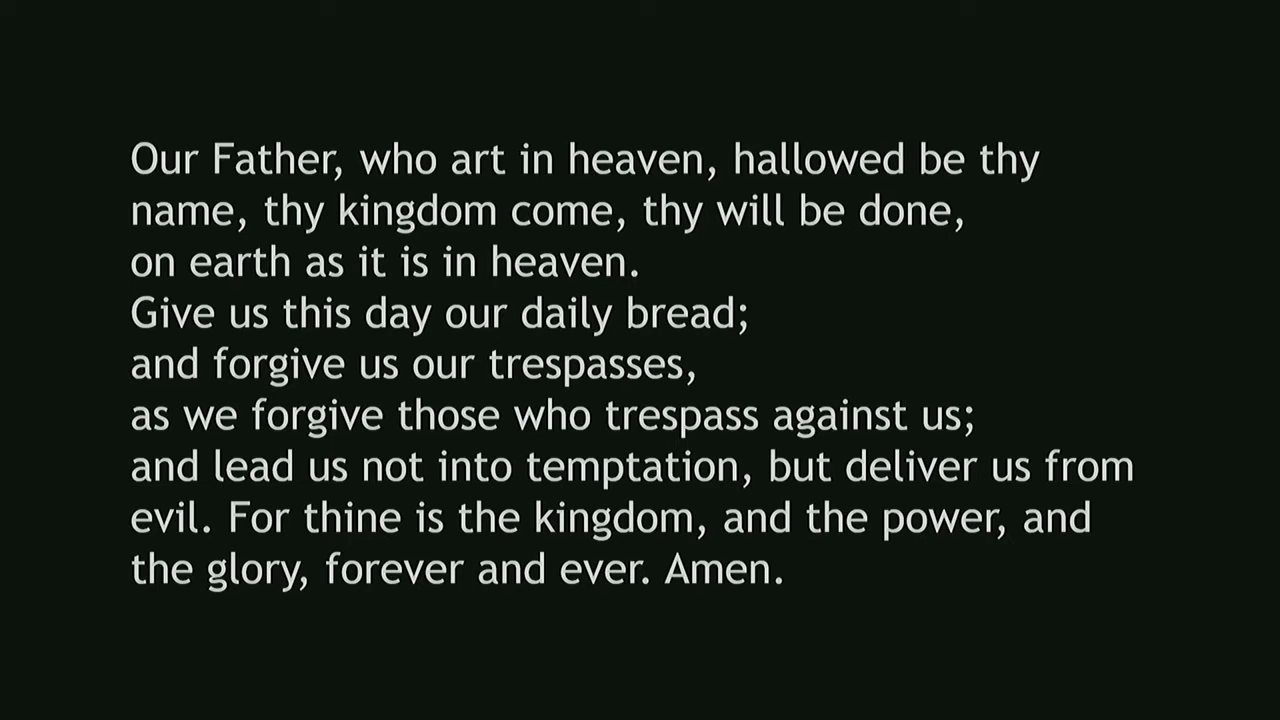 Our Father, who art in heaven, hallowed be thy
name, thy kingdom come, thy will be done,
on earth as it is in heaven.
Give us this day our daily bread;
and forgive us our trespasses,
as we forgive those who trespass against us;
and lead us not into temptation, but deliver us from
evil. For thine is the kingdom, and the power, and
the glory, forever and ever. Amen.